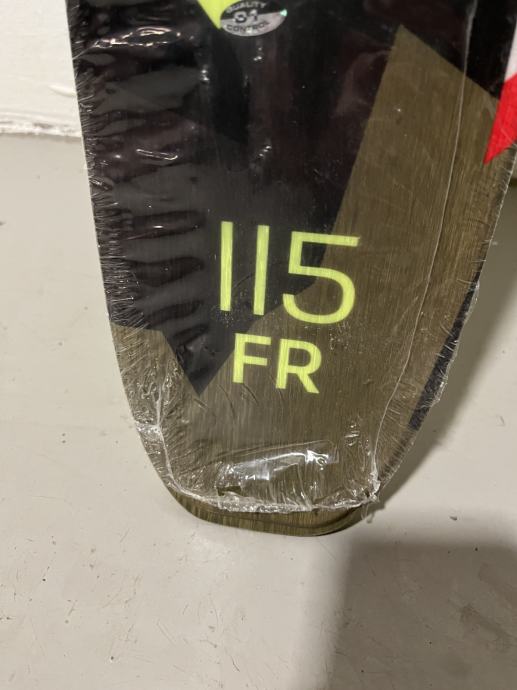 QUALITY
CONTROL
115
FR